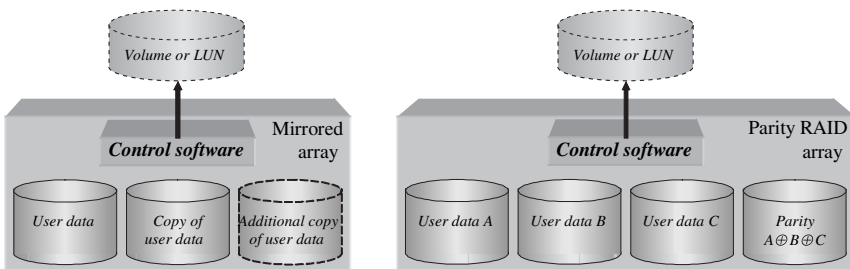 Volume or LUN
Mirrored
array
Control software
User data
Copy of
user data
Additional copy
of user data
Volume or LUN
Parity RAID
array
Control software
User data A
User data B
User data C
Parity
A⊕B⊕C